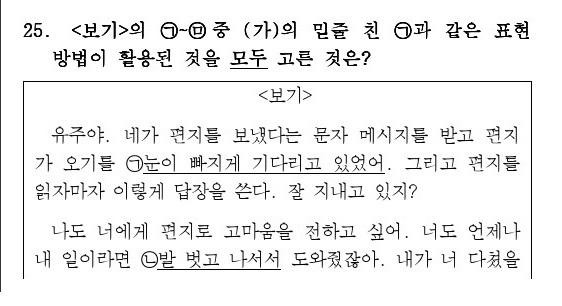 25. <보기>의 ㉠~㉤ 중 (가)의 밑줄 친 ㉠과 같은 표현
방법이 활용된 것을 모두 고른 것은?
<보기>
유주야. 네가 편지를 보냈다는 문자 메시지를 받고 편지
가 오기를 ㉠눈이 빠지게 기다리고 있었어. 그리고 편지를
읽자마자 이렇게 답장을 쓴다. 잘 지내고 있지?
나도 너에게 편지로 고마움을 전하고 싶어. 너도 언제나
내 일이라면 ㉡발 벗고 나서서 도와줬잖아. 내가 너 다쳤을